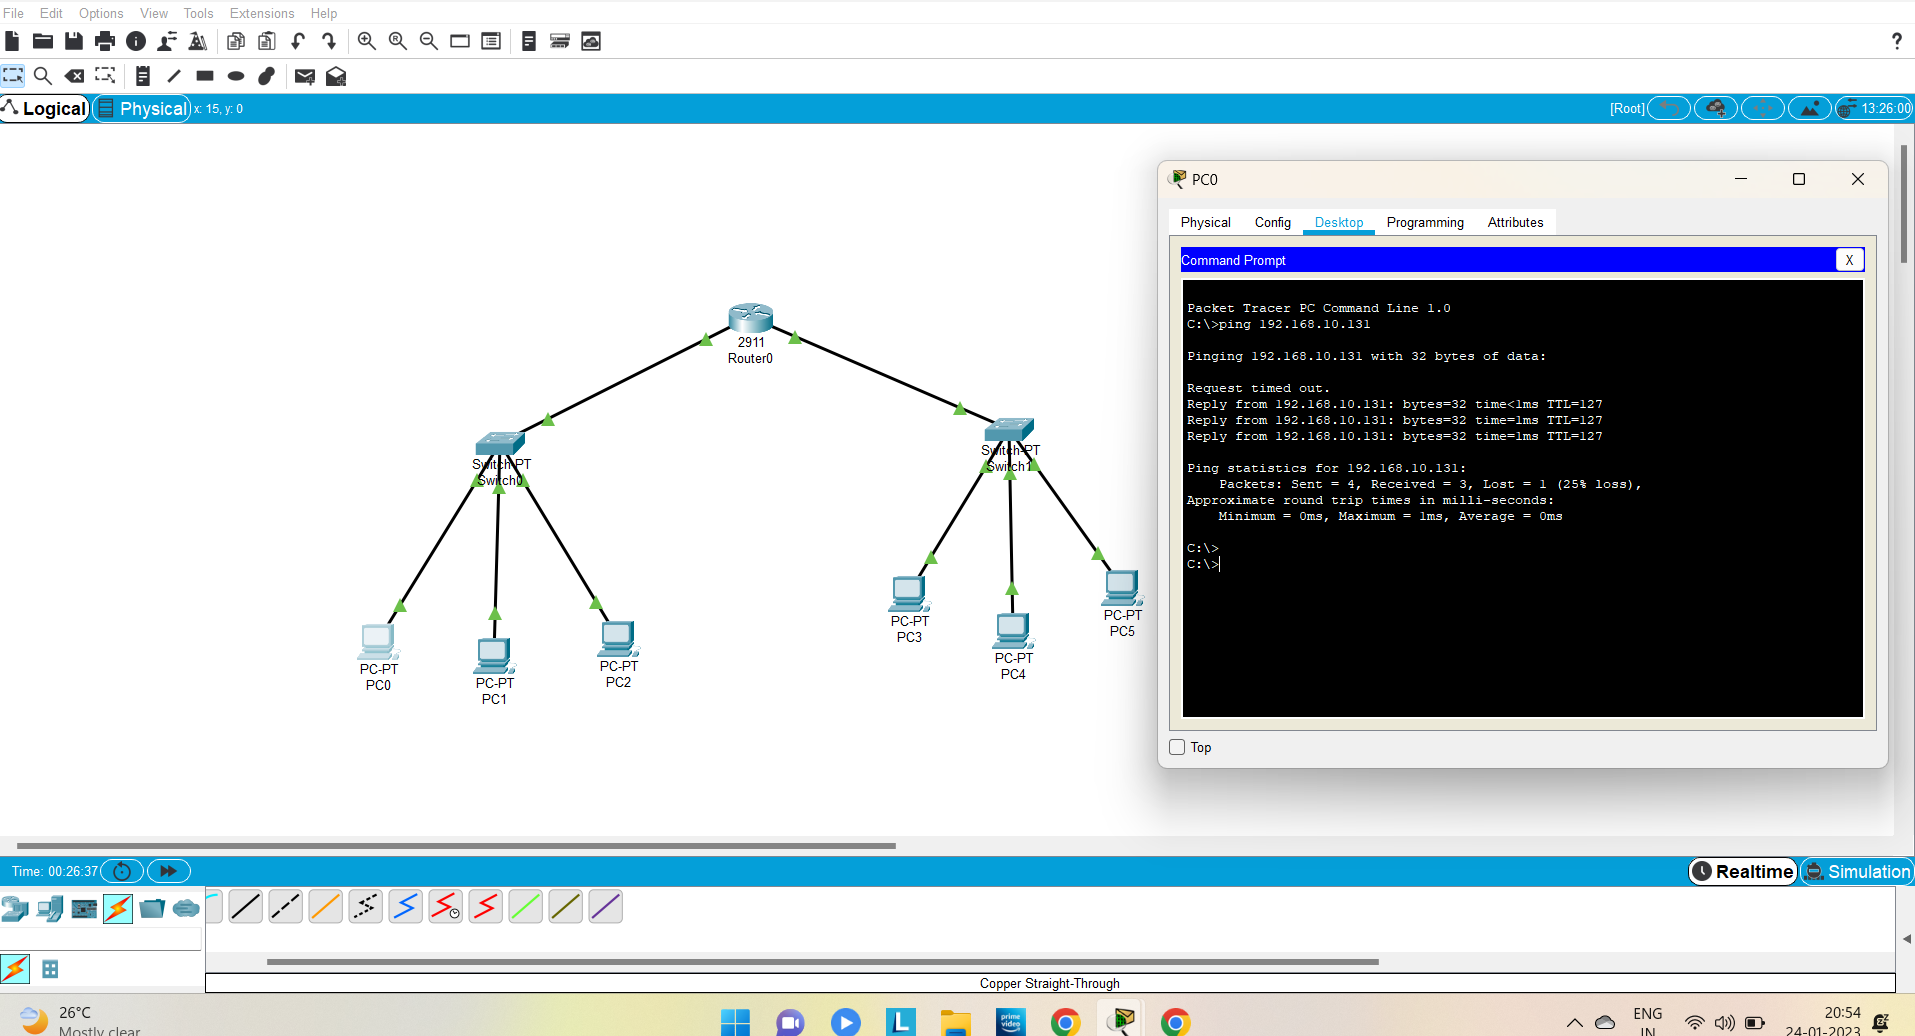 File Edit Options View Tools Extensions Help
?
Logical Physical x: 15, y: 0 [Root] 13:26:00
PC0
Physical Config Desktop Programming Attributes
Command Prompt X
Packet Tracer PC Command Line 1.0
C:\>ping 192.168.10.131
Pinging 192.168.10.131 with 32 bytes of data:
Request timed out.
Reply from 192.168.10.131: bytes=32 time<1ms TTL=127
Reply from 192.168.10.131: bytes=32 time=1ms TTL=127
Reply from 192.168.10.131: bytes=32 time=1ms TTL=127
Ping statistics for 192.168.10.131:
Packets: Sent = 4, Received = 3, Lost = 1 (25% loss),
Approximate round trip times in milli-seconds:
Minimum = 0ms, Maximum = 1ms, Average = 0ms
C:\>
C:\>
Top
2911
Router0
Switch-PT
Switch0
Switch-PT
Switch1
PC-PT
PC0
PC-PT
PC1
PC-PT
PC2
PC-PT
PC3
PC-PT
PC4
PC-PT
PC5
Time: 00:26:37 Realtime Simulation
Copper Straight-Through
26°C
Mostly clear
L
prime video
ENG
IN
20:54
24-01-2023